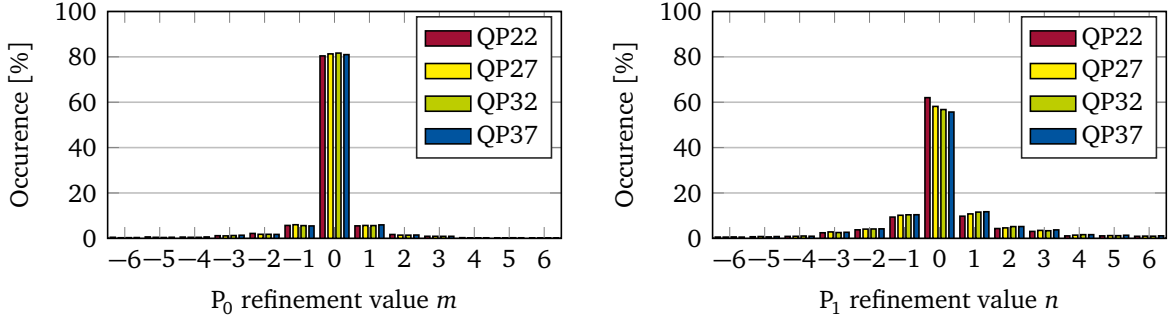 100
80
60
40
20
0
Occurence [%]
QP22
QP27
QP32
QP37
−6 −5 −4 −3 −2 −1 0 1 2 3 4 5 6
P0 refinement value m
100
80
60
40
20
0
Occurence [%]
QP22
QP27
QP32
QP37
−6 −5 −4 −3 −2 −1 0 1 2 3 4 5 6
P1 refinement value n